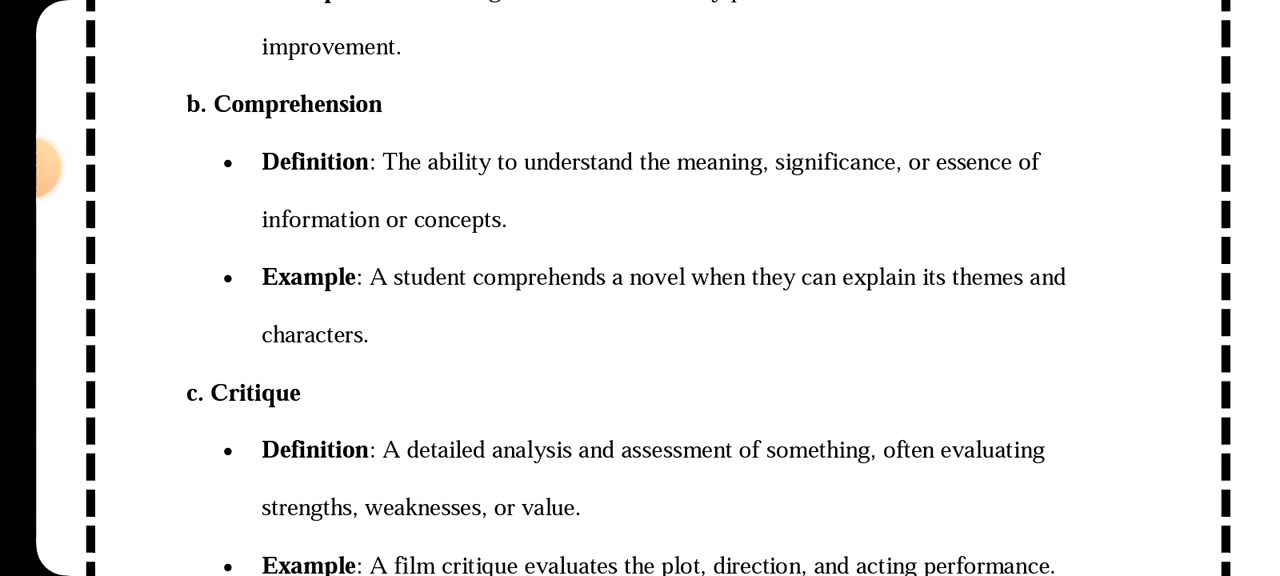 improvement.
b. Comprehension
• Definition: The ability to understand the meaning, significance, or essence of
information or concepts.
• Example: A student comprehends a novel when they can explain its themes and
characters.
c. Critique
• Definition: A detailed analysis and assessment of something, often evaluating
strengths, weaknesses, or value.
• Example: A film critique evaluates the plot, direction, and acting performance.